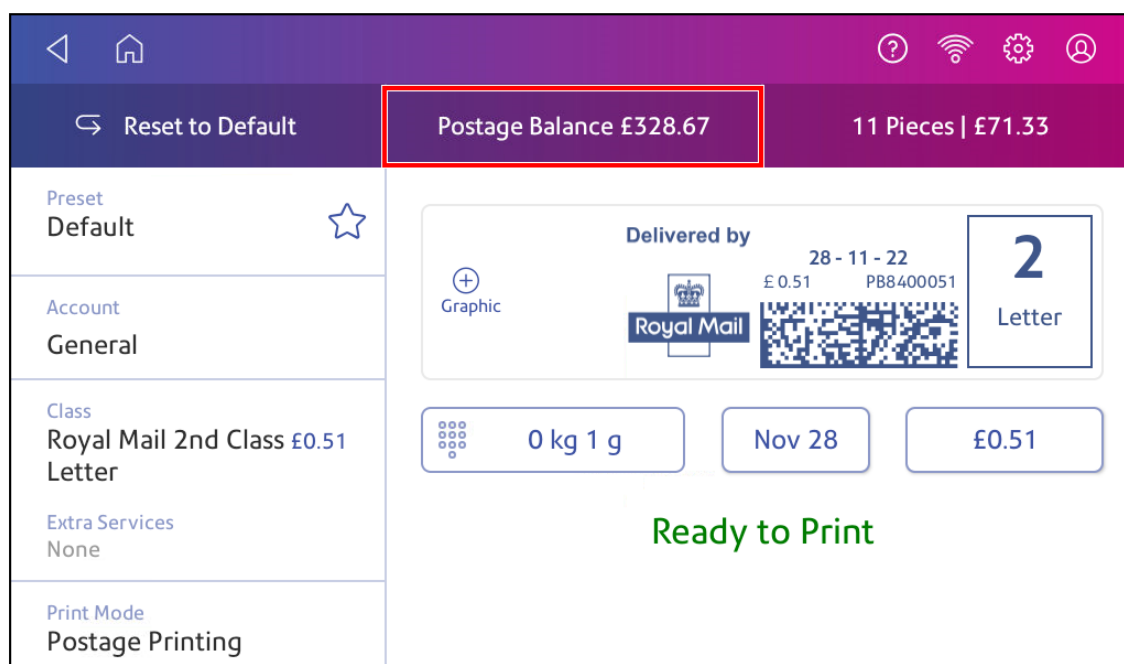 Reset to Default
Postage Balance £328.67
11 Pieces | £71.33
Preset
Default
Account
General
Class
Royal Mail 2nd Class £0.51
Letter
Extra Services
None
Print Mode
Postage Printing
Graphic
Delivered by
Royal Mail
28 - 11 - 22
£ 0.51 PB8400051
2
Letter
0 kg 1 g
Nov 28
£0.51
Ready to Print